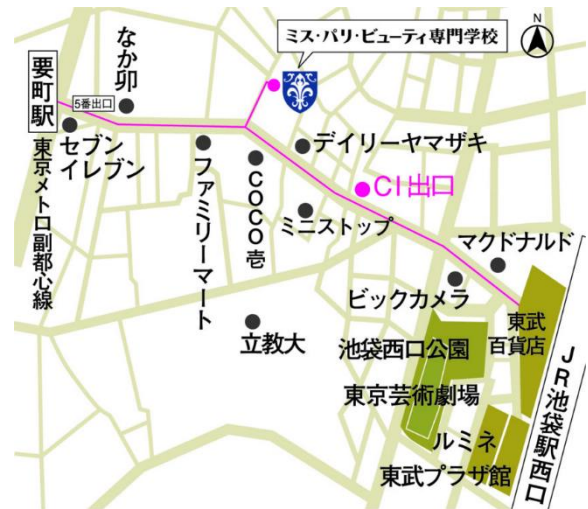 ミス・パリ・ビューティ専門学校
N
なか卯
要町駅
5番出口
セブン
イレブン
東京メトロ副都心線
ファミリーマート
COCO壱
デイリーヤマザキ
CI出口
ミニストップ
マクドナルド
ビックカメラ
立教大
池袋西口公園
東武
百貨店
東京芸術劇場
ルミネ
東武プラザ館
JR池袋駅西口